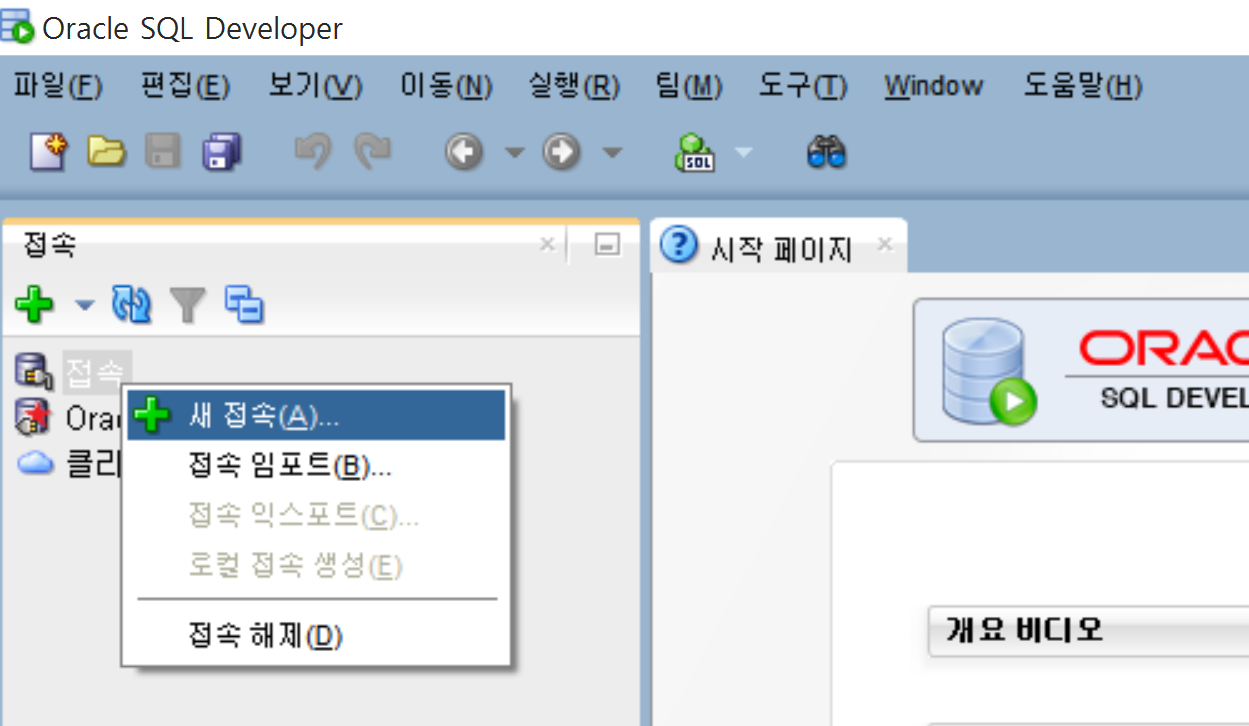 Oracle SQL Developer
파일(F) 편집(E) 보기(V) 이동(N) 실행(R) 팀(M) 도구(T) Window 도움말(H)
SQL
접속
시작 페이지
접속
새 접속(A)...
접속 임포트(B)...
접속 익스포트(C)...
로컬 접속 생성(E)
접속 해제(D)
ORAC
SQL DEVEL
개요 비디오